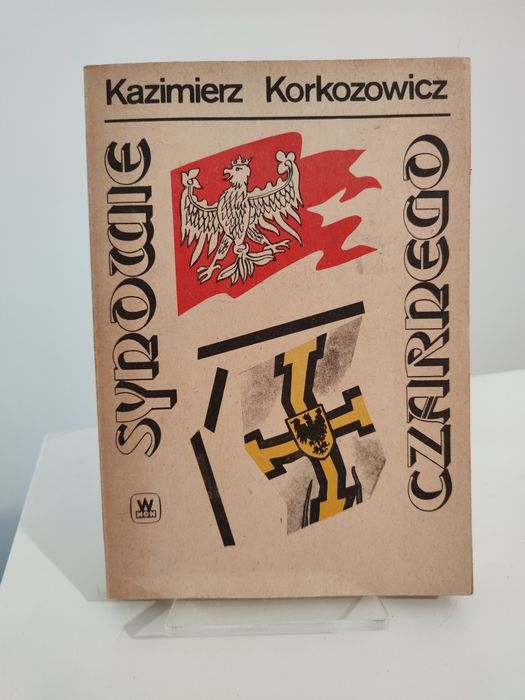 Kazimierz Korkozowicz
SYNOWIE
CZARNEGO
W
MON